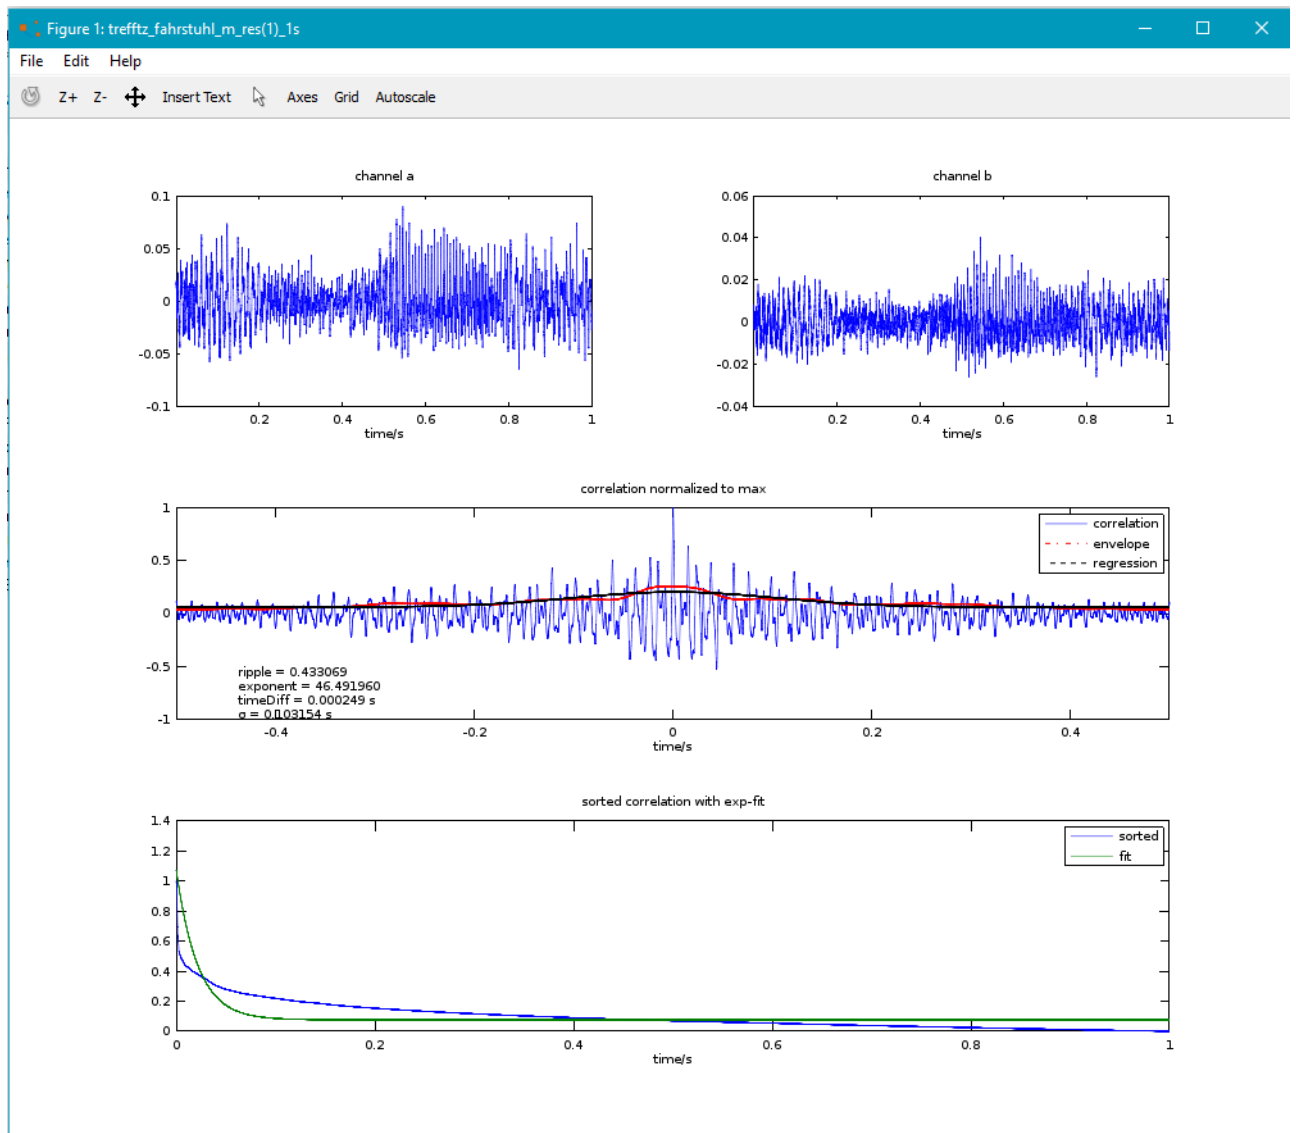 Figure 1: trefftz_fahrstuhl_m_res(1)_1s
File Edit Help
Z+ Z- Insert Text Axes Grid Autoscale
channel a
0.1
0.05
0
-0.05
-0.1
0.2 0.4 0.6 0.8 1
time/s
channel b
0.06
0.04
0.02
0
-0.02
-0.04
0.2 0.4 0.6 0.8 1
time/s
correlation normalized to max
1
0.5
0
-0.5
-1
correlation
envelope
regression
ripple = 0.433069
exponent = 46.491960
timeDiff = 0.000249 s
σ = 0.103154 s
-0.4 -0.2 0 0.2 0.4
time/s
sorted correlation with exp-fit
1.4
1.2
1
0.8
0.6
0.4
0.2
0
sorted
fit
0 0.2 0.4 0.6 0.8 1
time/s